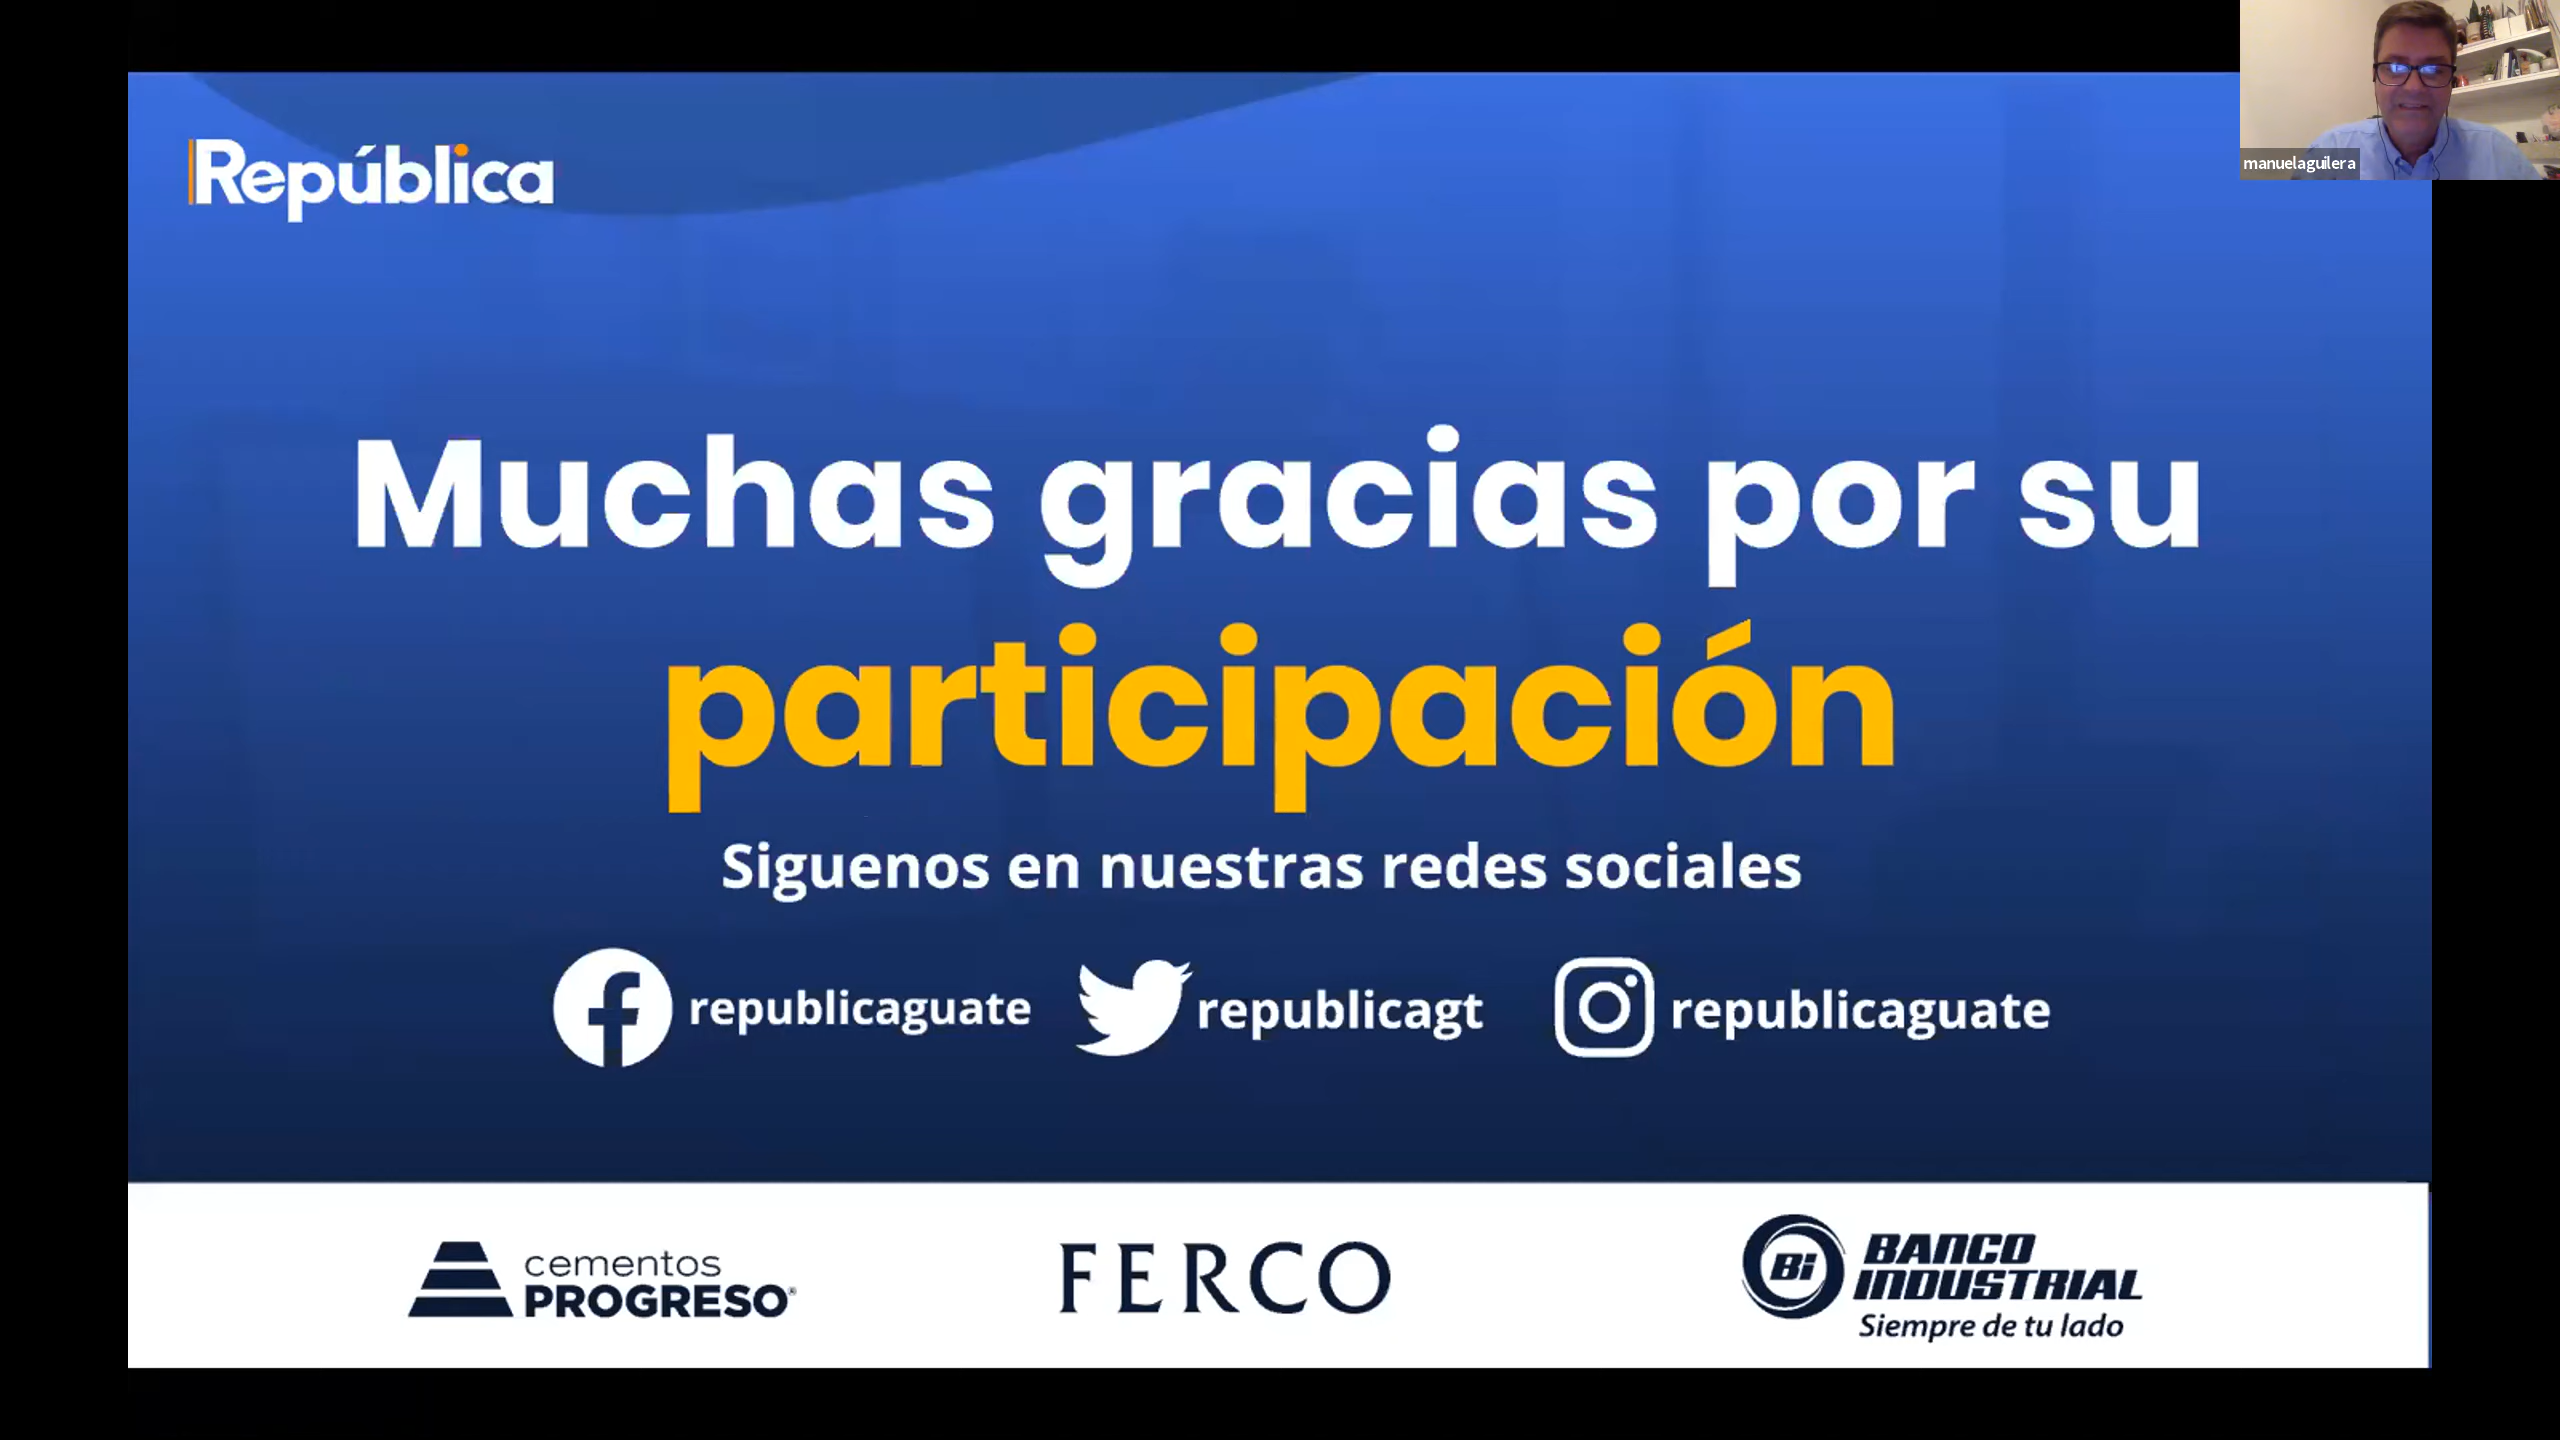 República
manuelaguilera
Muchas gracias por su
participación
Siguenos en nuestras redes sociales
republicaguate
republicagt
republicaguate
cementos
PROGRESO®
FERCO
Bi
BANCO
INDUSTRIAL
Siempre de tu lado